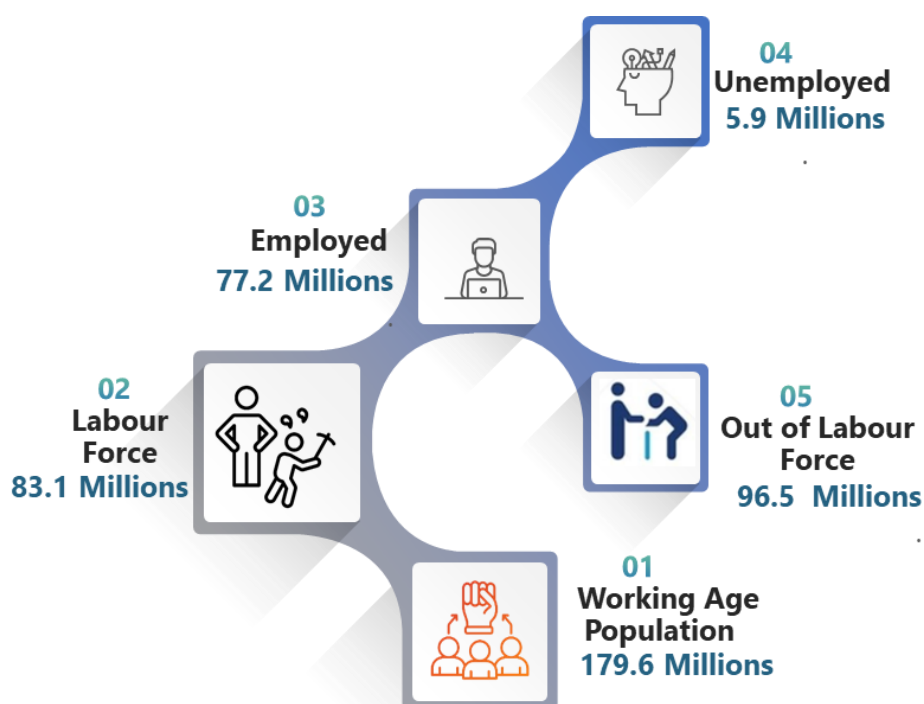 04
Unemployed
5.9 Millions
03
Employed
77.2 Millions
02
Labour
Force
83.1 Millions
05
Out of Labour
Force
96.5 Millions
01
Working Age
Population
179.6 Millions